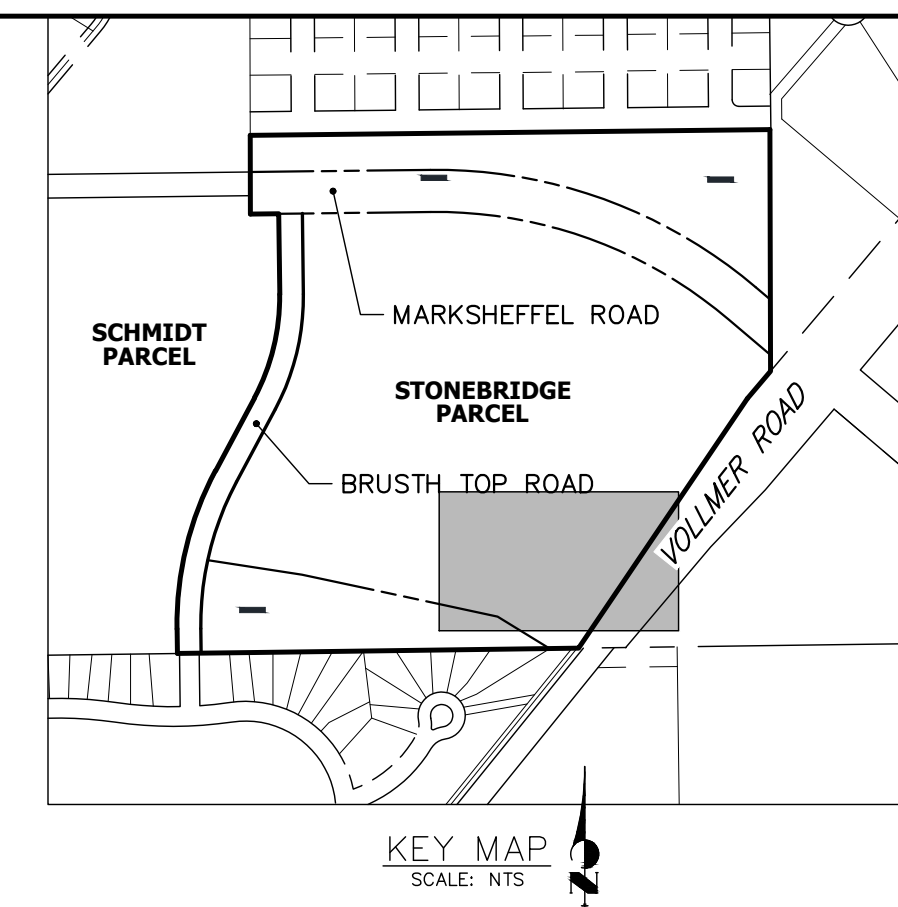 MARKSHEFFEL ROAD
SCHMIDT
PARCEL
STONEBRIDGE
PARCEL
VOLLMER ROAD
BRUSTH TOP ROAD
KEY MAP
SCALE: NTS
N